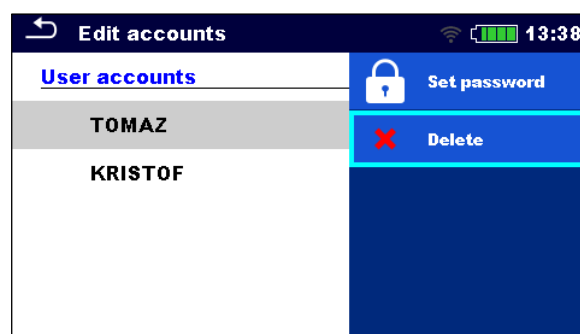 Edit accounts
13:38
User accounts
Set password
TOMAZ
Delete
KRISTOF